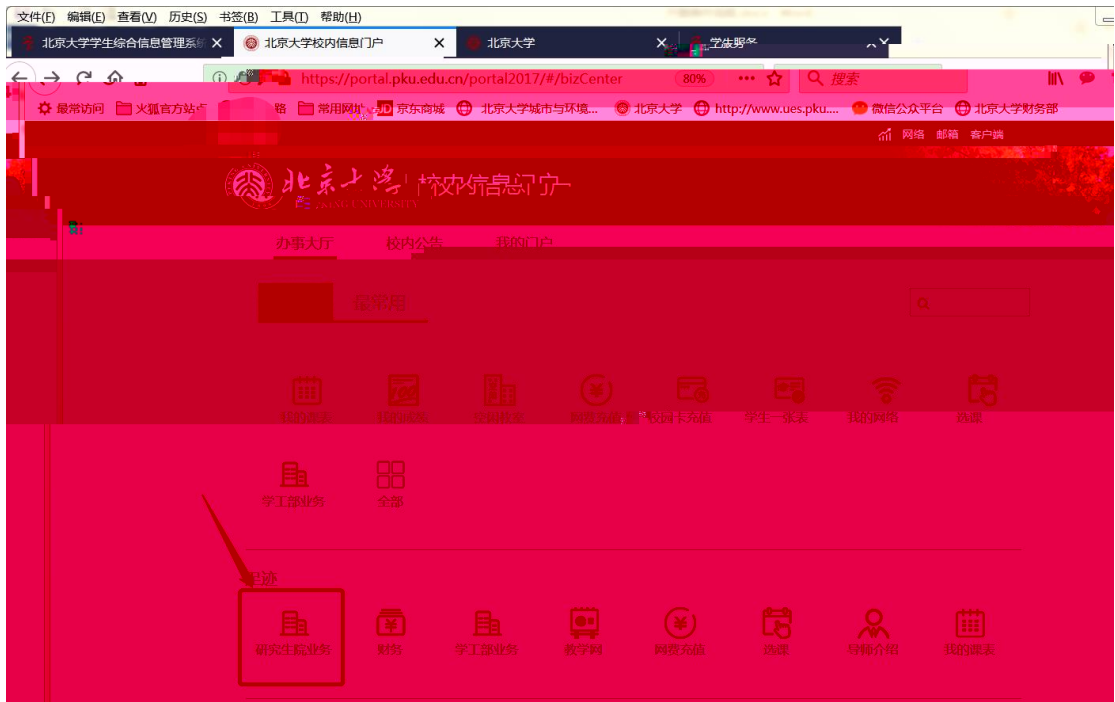 文件(F) 编辑(E) 查看(V) 历史(S) 书签(B) 工具(T) 帮助(H)
北京大学学生综合信息管理系统 北京大学校内信息门户 北京大学
https://portal.pku.edu.cn/portal2017/#/bizCenter 80% 搜索
最常访问 火狐官方站点 常用网址 JD 京东商城 北京大学城市与环境... 北京大学 http://www.ues.pku.... 微信公众平台 北京大学财务部
网络 邮箱 客户端
北京大学 校内信息门户
办事大厅 校内公告 我的门户
最常用
我的课表 我的成绩 网费充值 校园卡充值 学生一张表 我的网络 选课
学工部业务 全部
足迹
研究生院业务 财务 学工部业务 教学网 网费充值 选课 导师介绍 我的课表